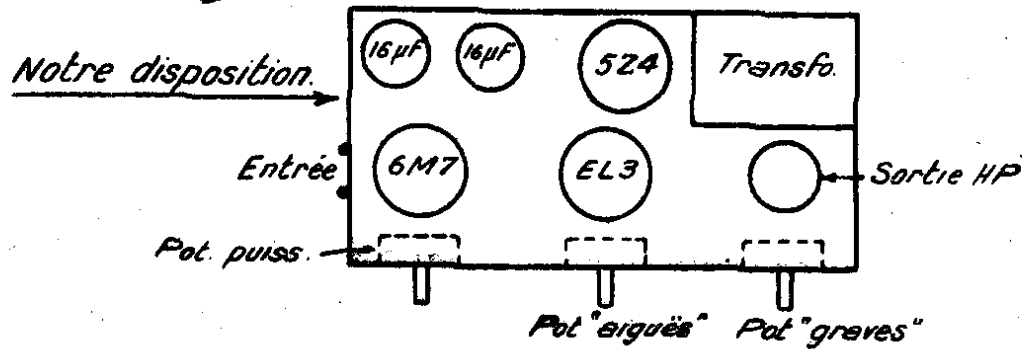 16µF 16µF 5Z4 Transfo.
Notre disposition.
Entrée 6M7 EL3 Sortie HP
Pot. puiss.
Pot "aiguës" Pot "graves"